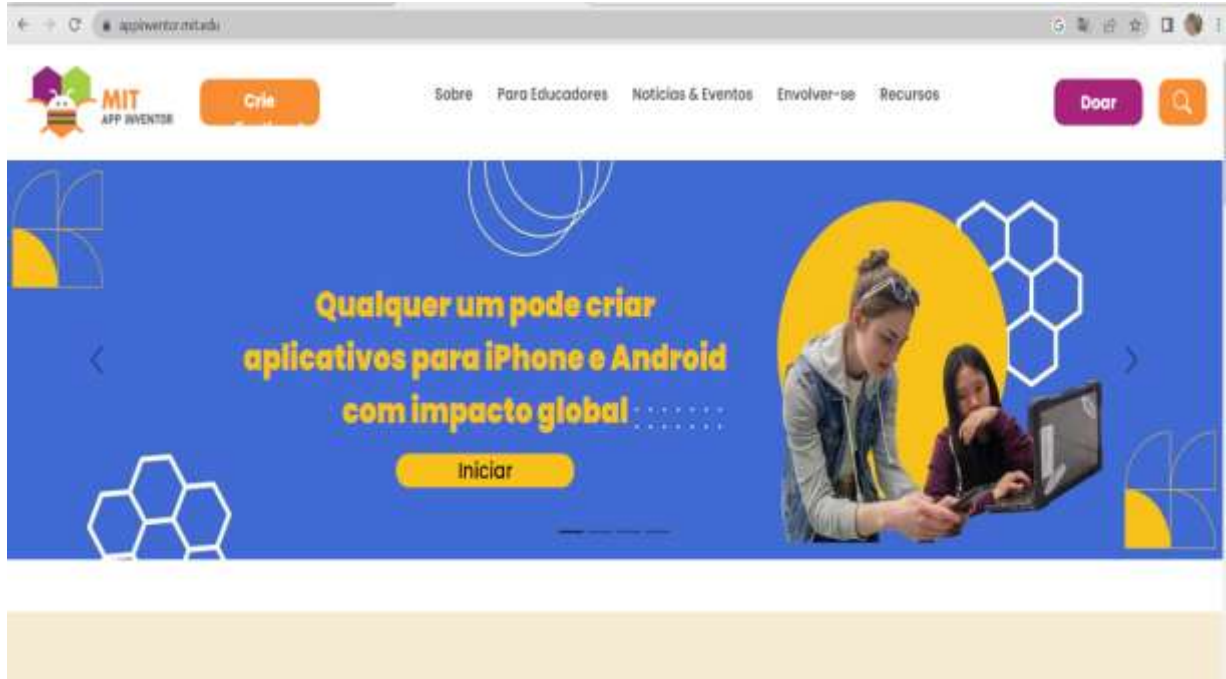 appinventor.mit.edu
MIT
APP INVENTOR
Crie
Sobre
Para Educadores
Notícias & Eventos
Envolver-se
Recursos
Doar
Qualquer um pode criar
aplicativos para iPhone e Android
com impacto global
Iniciar